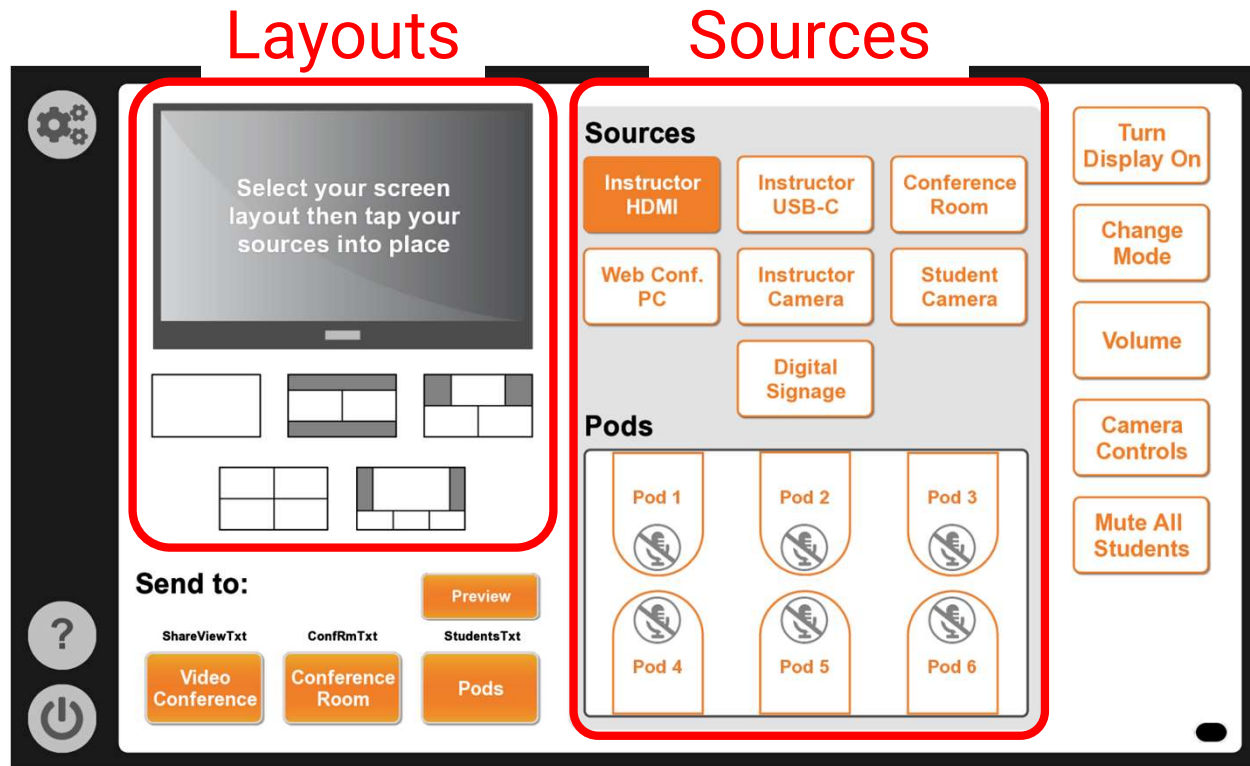 Layouts
Sources
Select your screen
layout then tap your
sources into place
Sources
Instructor
HDMI
Instructor
USB-C
Conference
Room
Web Conf.
PC
Instructor
Camera
Student
Camera
Digital
Signage
Pods
Pod 1
Pod 2
Pod 3
Pod 4
Pod 5
Pod 6
Turn
Display On
Change
Mode
Volume
Camera
Controls
Mute All
Students
Send to:
Preview
ShareViewTxt
ConfRmTxt
StudentsTxt
Video
Conference
Conference
Room
Pods
?